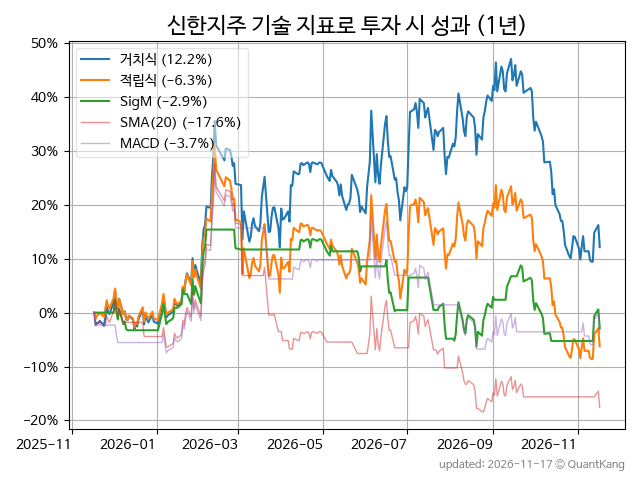 신한지주 기술 지표로 투자 시 성과 (1년)
거치식 (12.2%)
적립식 (−6.3%)
SigM (−2.9%)
SMA(20) (−17.6%)
MACD (−3.7%)
50%
40%
30%
20%
10%
0%
−10%
−20%
2025-11 2026-01 2026-03 2026-05 2026-07 2026-09 2026-11
updated: 2026-11-17 © QuantKang